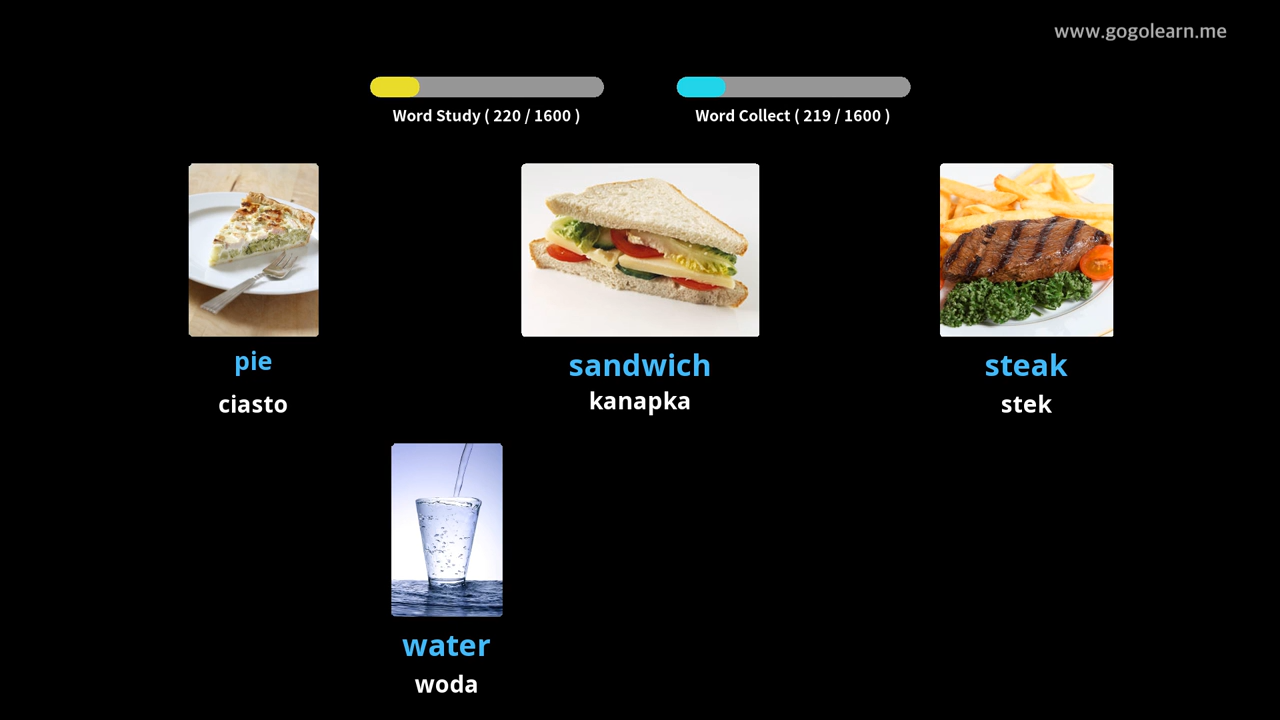 www.gogolearn.me
Word Study ( 220 / 1600 )
Word Collect ( 219 / 1600 )
pie
ciasto
sandwich
kanapka
steak
stek
water
woda